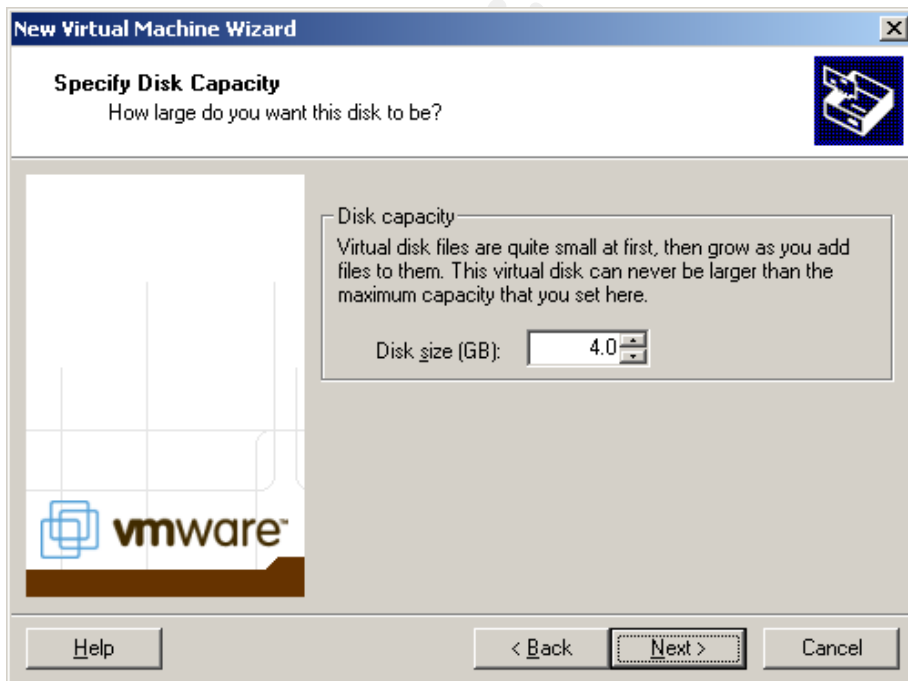 New Virtual Machine Wizard
Specify Disk Capacity
How large do you want this disk to be?
Disk capacity
Virtual disk files are quite small at first, then grow as you add
files to them. This virtual disk can never be larger than the
maximum capacity that you set here.
Disk size (GB): 4.0
vmware™
Help < Back Next > Cancel